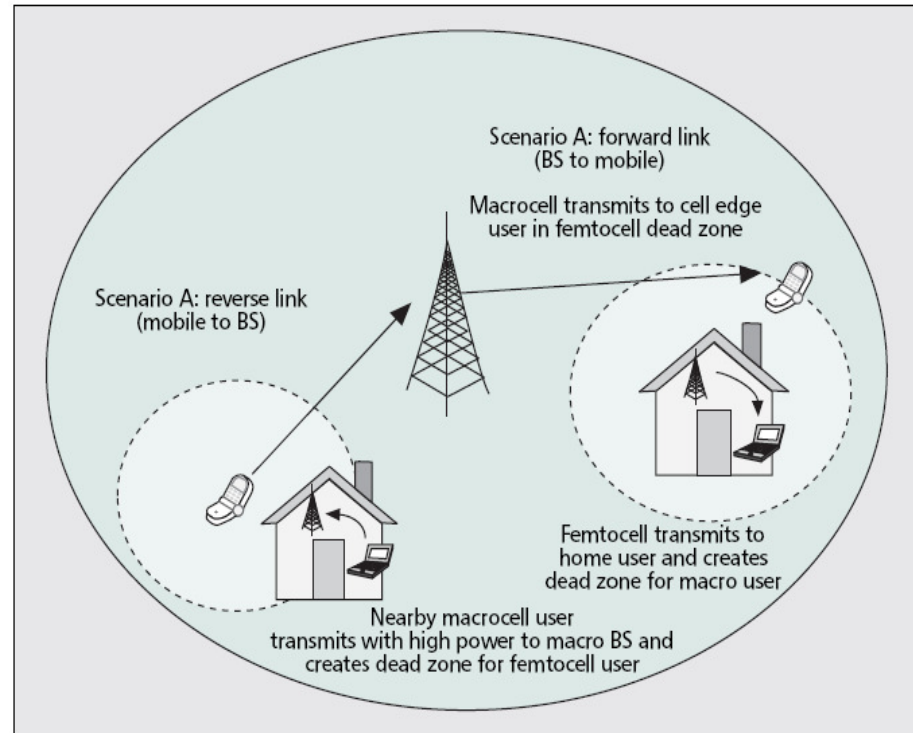 Scenario A: forward link
(BS to mobile)
Macrocell transmits to cell edge
user in femtocell dead zone
Scenario A: reverse link
(mobile to BS)
Femtocell transmits to
home user and creates
dead zone for macro user
Nearby macrocell user
transmits with high power to macro BS and
creates dead zone for femtocell user